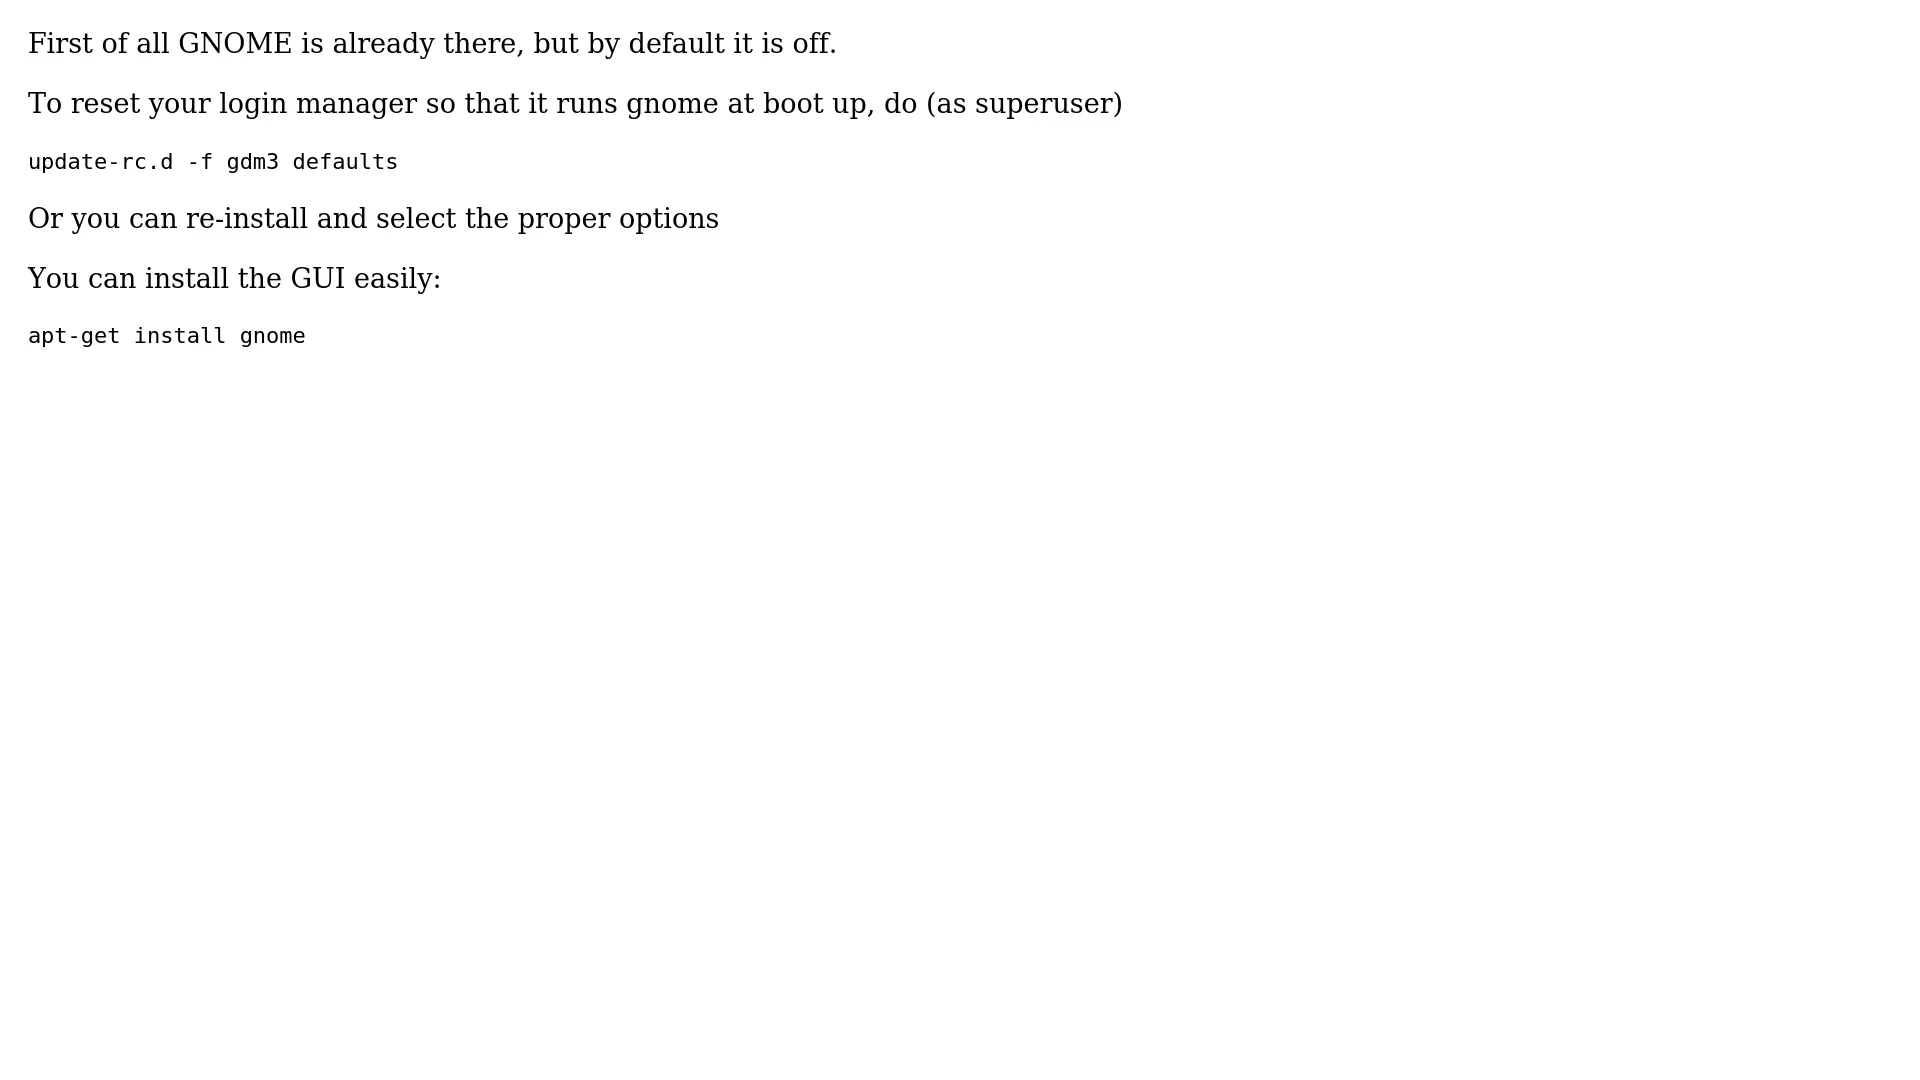 First of all GNOME is already there, but by default it is off.
To reset your login manager so that it runs gnome at boot up, do (as superuser)
update-rc.d -f gdm3 defaults
Or you can re-install and select the proper options
You can install the GUI easily:
apt-get install gnome